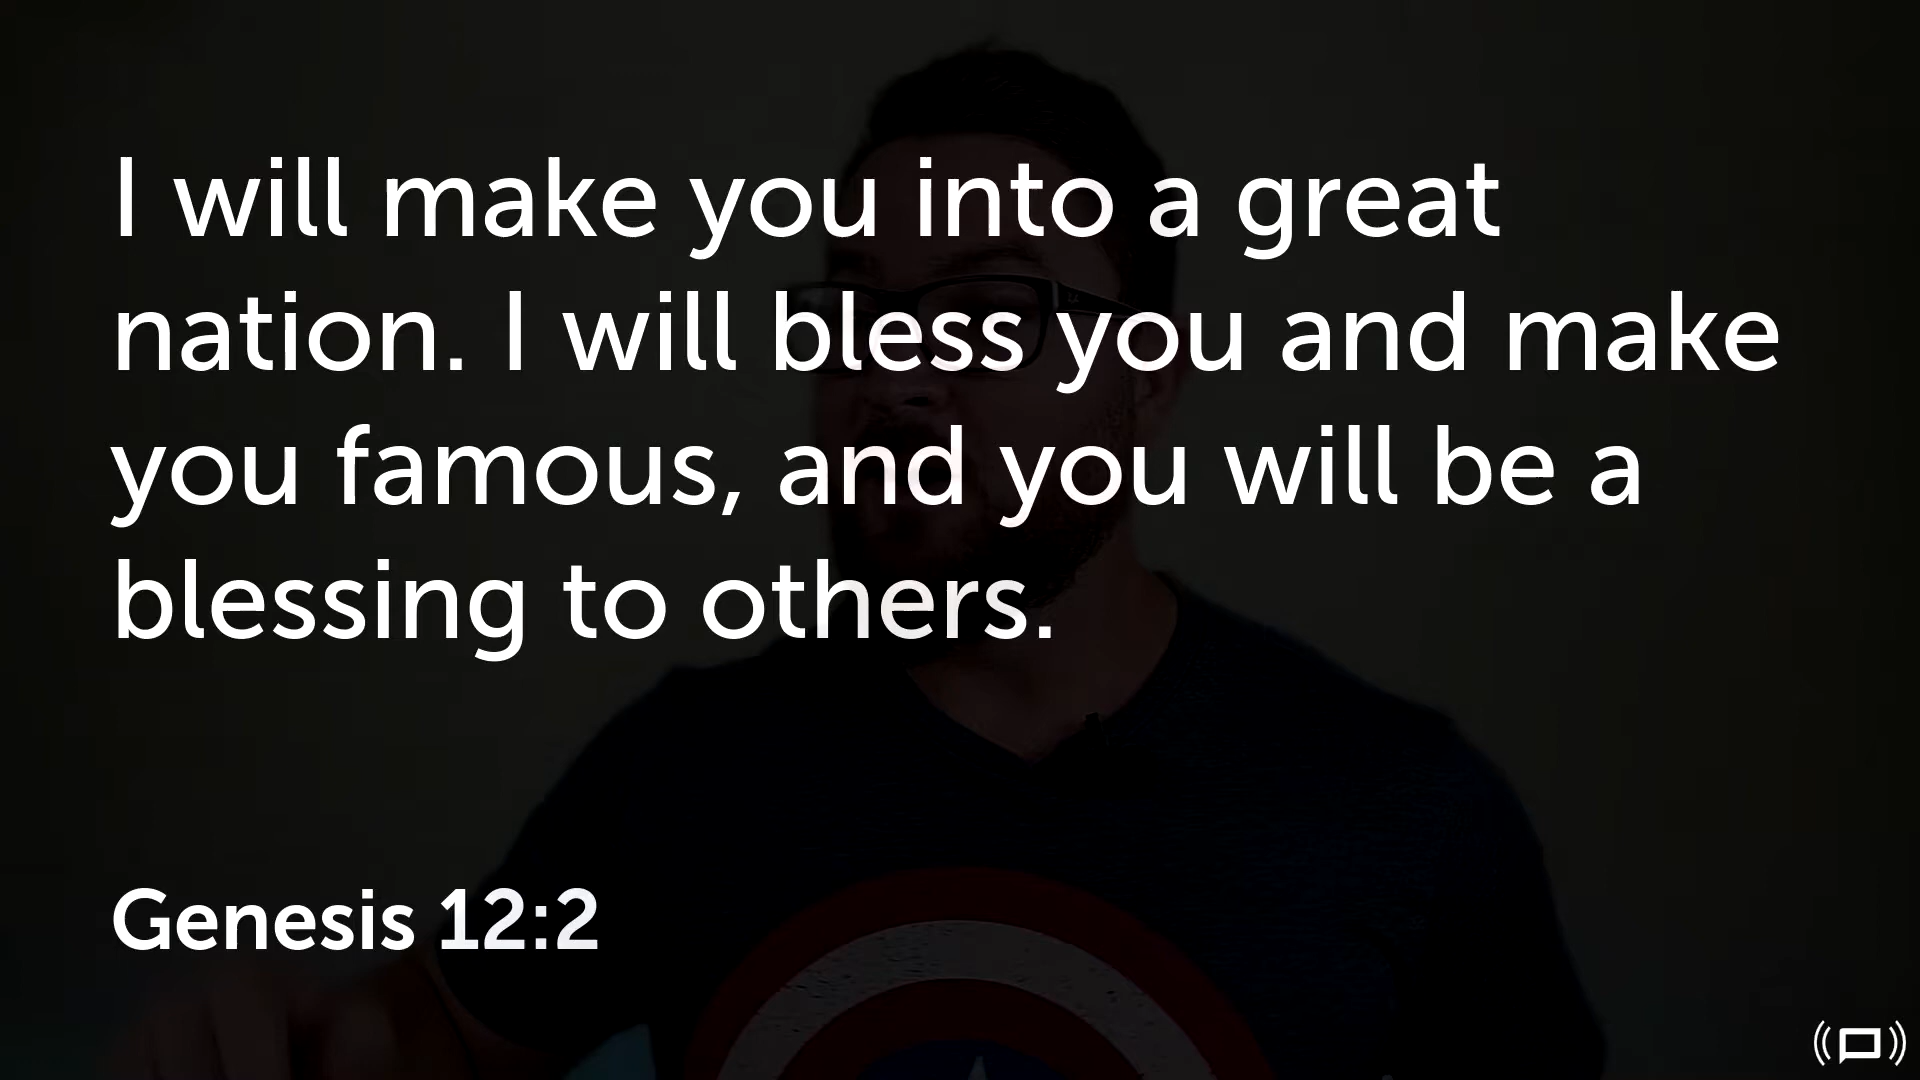 I will make you into a great
nation. I will bless you and make
you famous, and you will be a
blessing to others.
Genesis 12:2